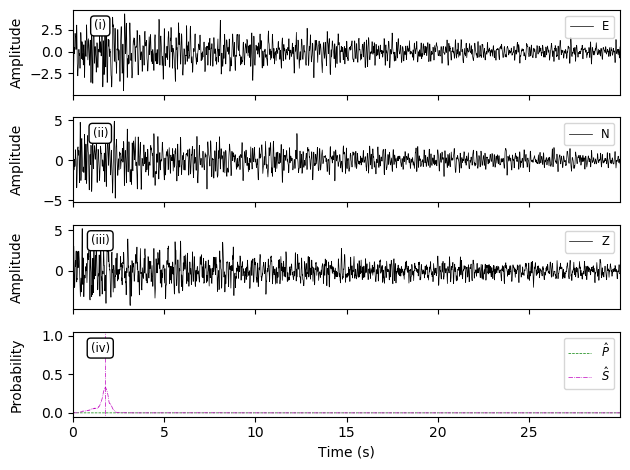 (i)
E
Amplitude
2.5
0.0
−2.5
(ii)
N
Amplitude
5
0
−5
(iii)
Z
Amplitude
5
0
(iv)
P̂
Ŝ
Probability
1.0
0.5
0.0
0 5 10 15 20 25
Time (s)